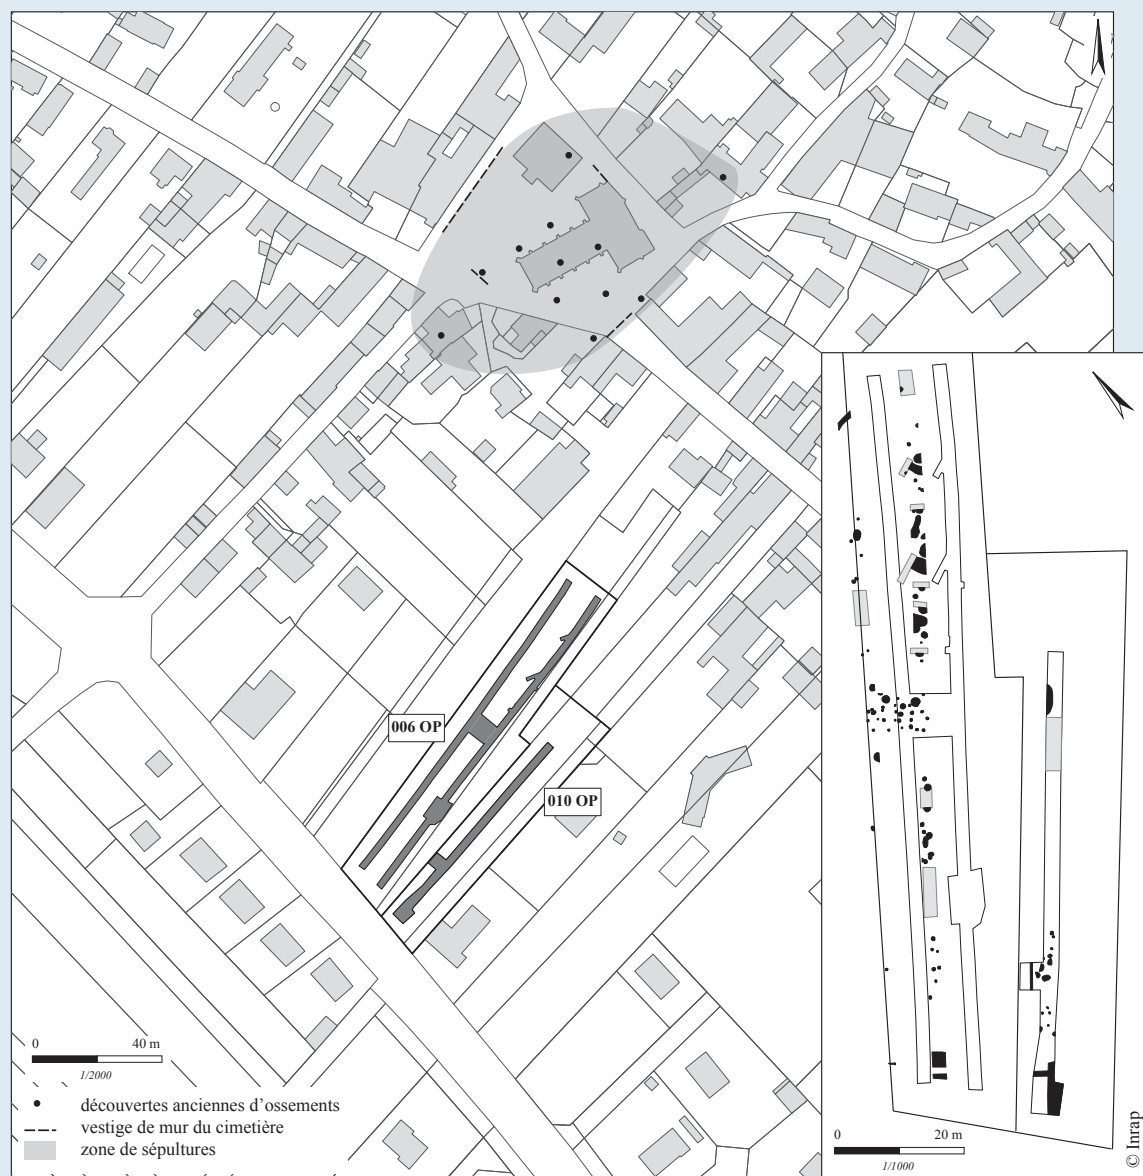 006 OP
010 OP
0 40 m
1/2000
découvertes anciennes d'ossements
vestige de mur du cimetière
zone de sépultures
0 20 m
1/1000
© Inrap